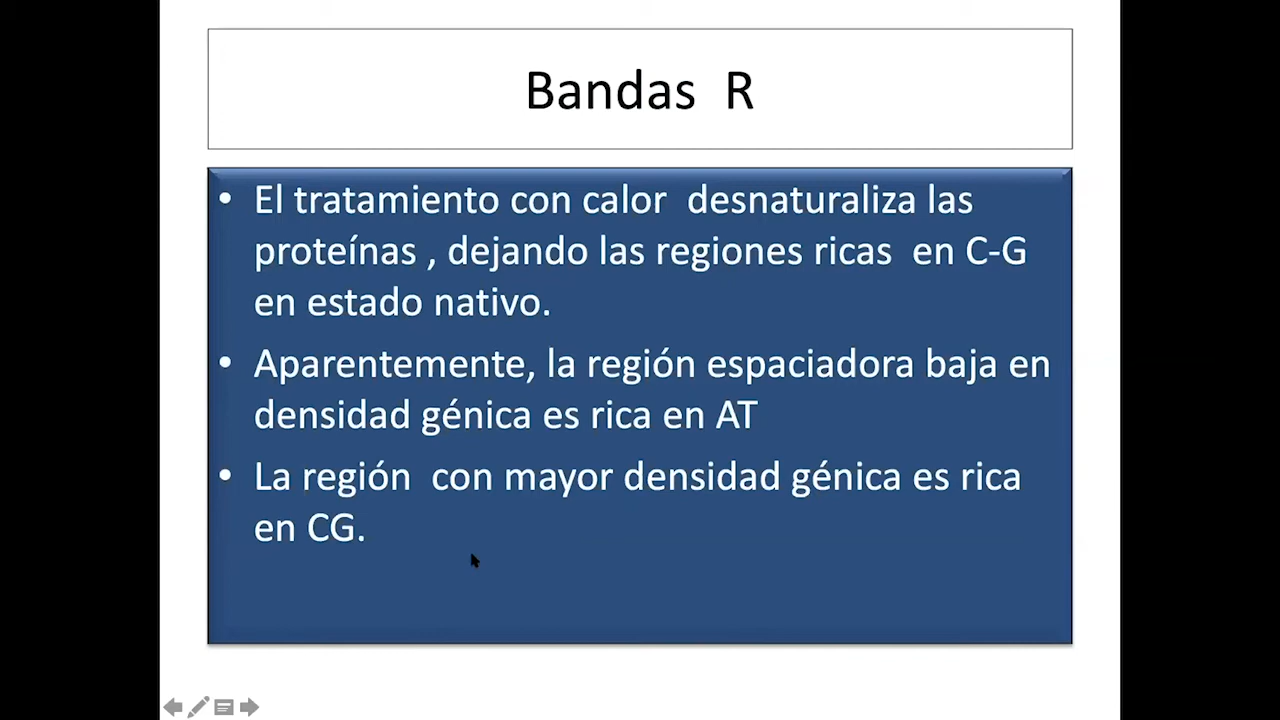 Bandas R
• El tratamiento con calor desnaturaliza las
proteínas , dejando las regiones ricas en C-G
en estado nativo.
• Aparentemente, la región espaciadora baja en
densidad génica es rica en AT
• La región con mayor densidad génica es rica
en CG.